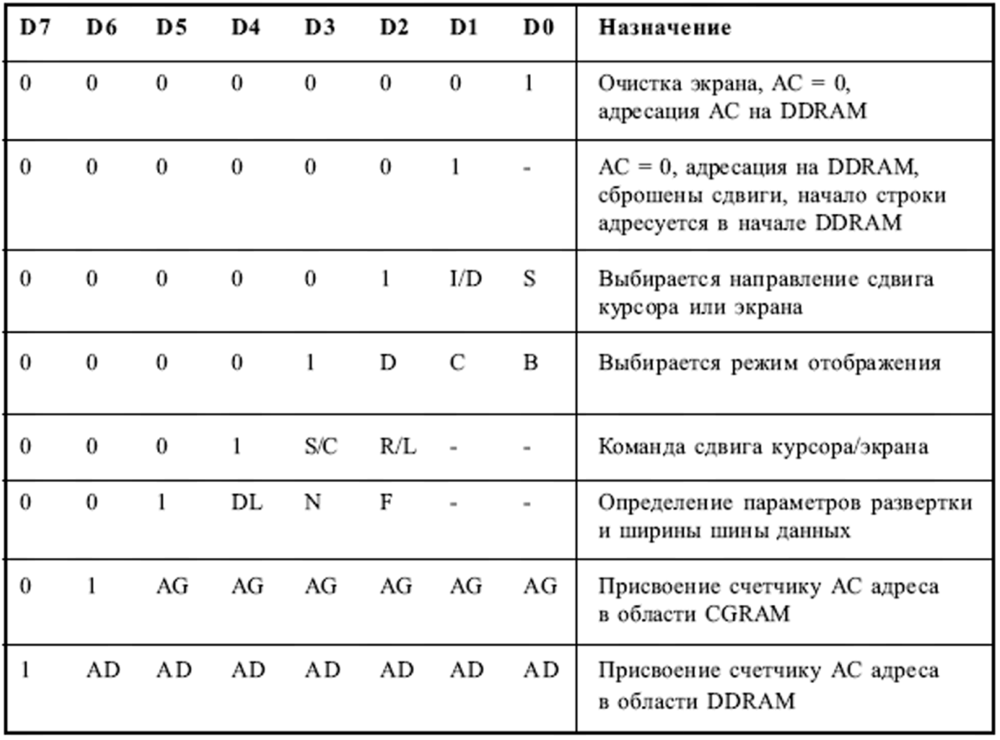 D7 D6 D5 D4 D3 D2 D1 D0 Назначение
0 0 0 0 0 0 0 1 Очистка экрана, AC = 0,
адресация AC на DDRAM
0 0 0 0 0 0 1 - AC = 0, адресация на DDRAM,
сброшены сдвиги, начало строки
адресуется в начале DDRAM
0 0 0 0 0 1 I/D S Выбирается направление сдвига
курсора или экрана
0 0 0 0 1 D C B Выбирается режим отображения
0 0 0 1 S/C R/L - - Команда сдвига курсора/экрана
0 0 1 DL N F - - Определение параметров развертки
и ширины шины данных
0 1 AG AG AG AG AG AG Присвоение счетчику AC адреса
в области CGRAM
1 AD AD AD AD AD AD AD Присвоение счетчику AC адреса
в области DDRAM